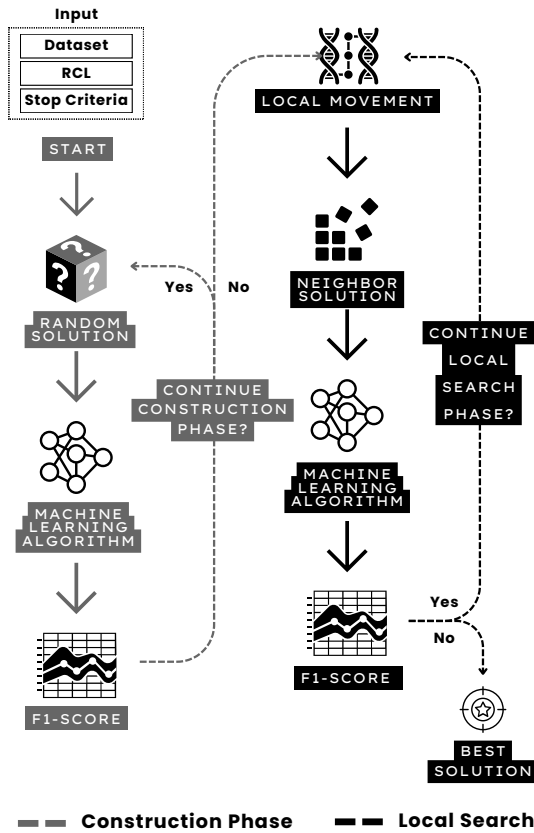 Input
Dataset
RCL
Stop Criteria
START
? ? ?
RANDOM
SOLUTION
MACHINE
LEARNING
ALGORITHM
F1-SCORE
Yes
No
CONTINUE
CONSTRUCTION
PHASE?
LOCAL MOVEMENT
NEIGHBOR
SOLUTION
MACHINE
LEARNING
ALGORITHM
F1-SCORE
CONTINUE
LOCAL
SEARCH
PHASE?
Yes
No
BEST
SOLUTION
Construction Phase
Local Search